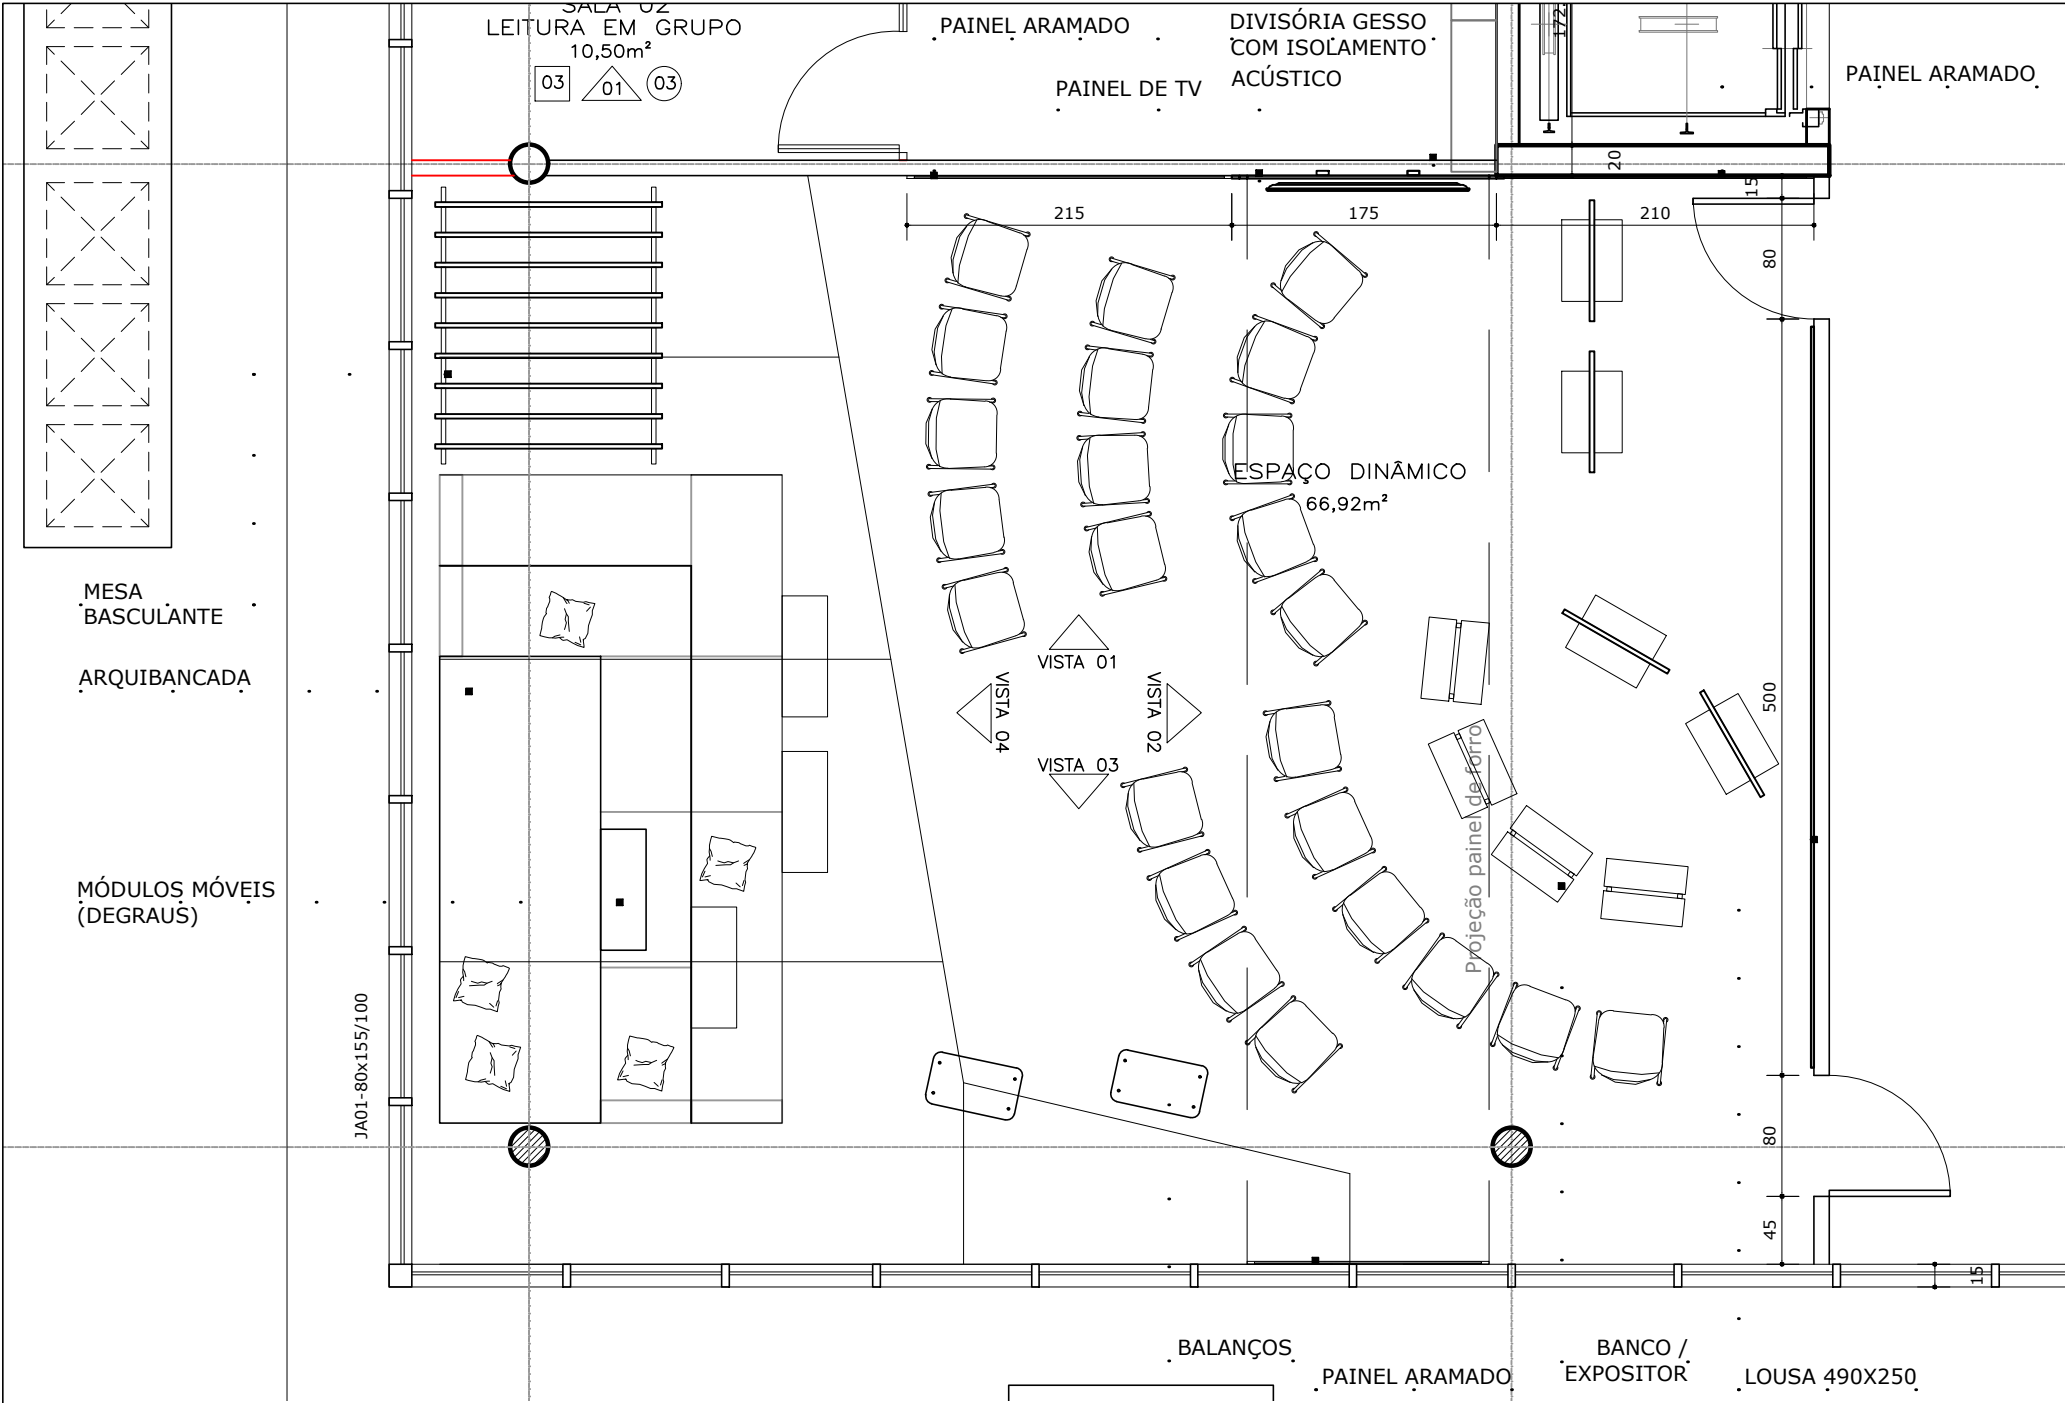 SALA 02
LEITURA EM GRUPO
10,50m²
03
01
03
PAINEL ARAMADO
PAINEL DE TV
DIVISÓRIA GESSO
COM ISOLAMENTO
ACÚSTICO
172
PAINEL ARAMADO
20
15
215
175
210
80
ESPAÇO DINÂMICO
66,92m²
MESA
BASCULANTE
ARQUIBANCADA
MÓDULOS MÓVEIS
(DEGRAUS)
VISTA 01
VISTA 04
VISTA 02
VISTA 03
Projeção painel de forro
500
JA01-80x155/100
80
45
15
BALANÇOS
PAINEL ARAMADO
BANCO /
EXPOSITOR
LOUSA 490X250